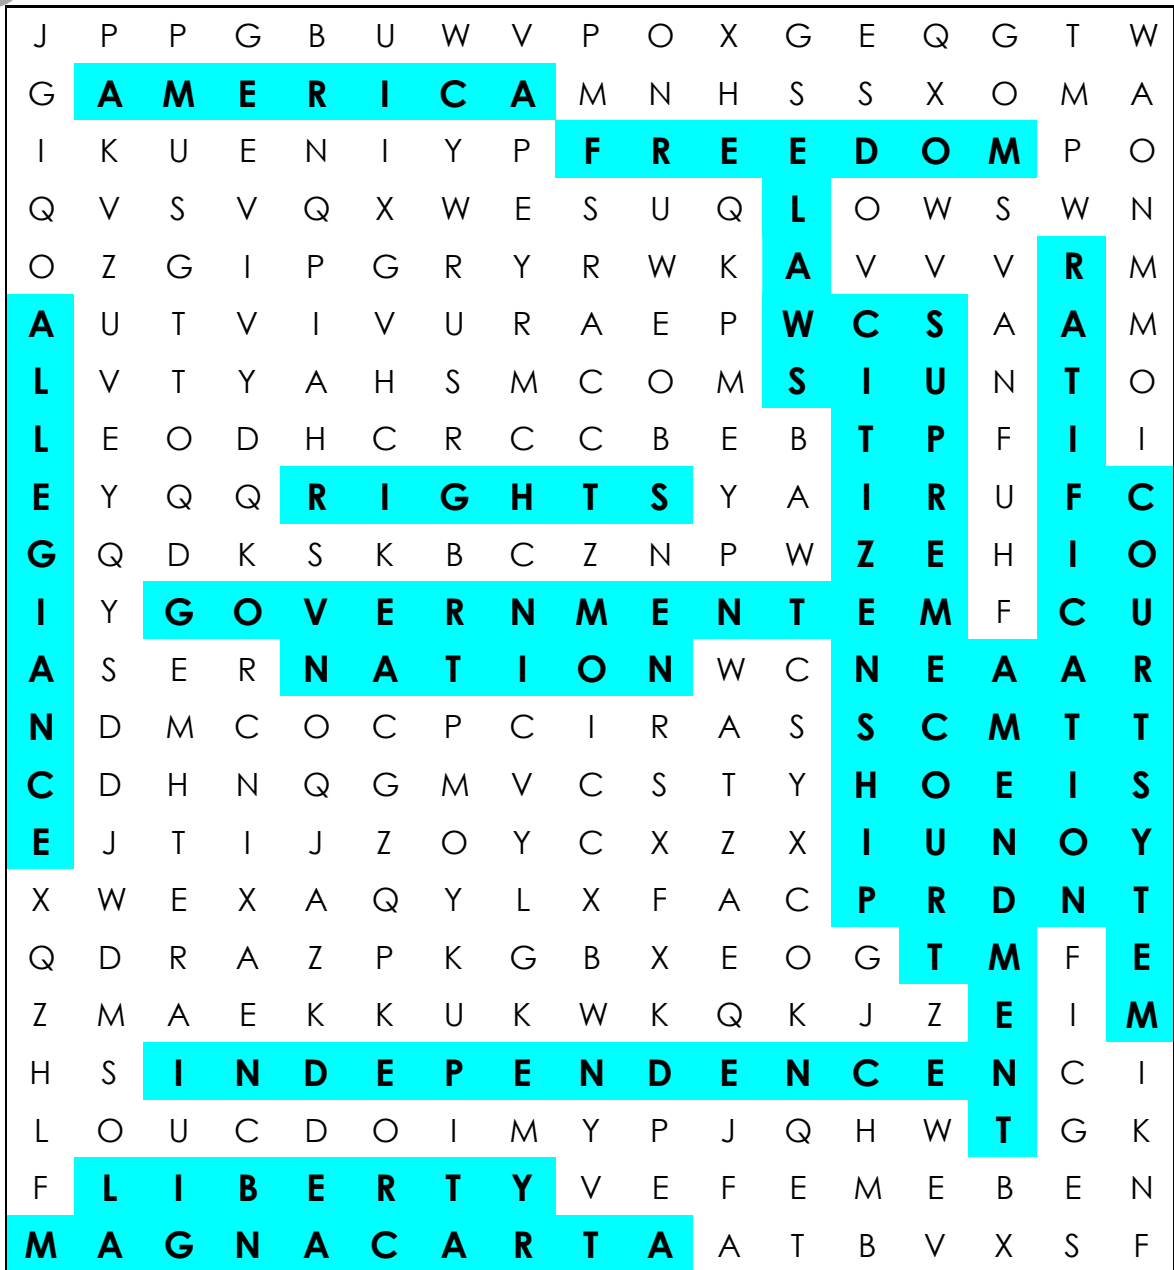 J P P G B U W V P O X G E Q G T W
G A M E R I C A M N H S S X O M A
I K U E N I Y P F R E E D O M P O
Q V S V Q X W E S U Q L O W S W N
O Z G I P G R Y R W K A V V V R M
A U T V I V U R A E P W C S A A M
L V T Y A H S M C O M S I U N T O
L E O D H C R C C B E B T P F I I
E Y Q Q R I G H T S Y A I R U F C
G Q D K S K B C Z N P W Z E H I O
I Y G O V E R N M E N T E M F C U
A S E R N A T I O N W C N E A A R
N D M C O C P C I R A S S C M T T
C D H N Q G M V C S T Y H O E I S
E J T I J Z O Y C X Z X I U N O Y
X W E X A Q Y L X F A C P R D N T
Q D R A Z P K G B X E O G T M F E
Z M A E K K U K W K Q K J Z E I M
H S I N D E P E N D E N C E N C I
L O U C D O I M Y P J Q H W T G K
F L I B E R T Y V E F E M E B E N
M A G N A C A R T A A T B V X S F